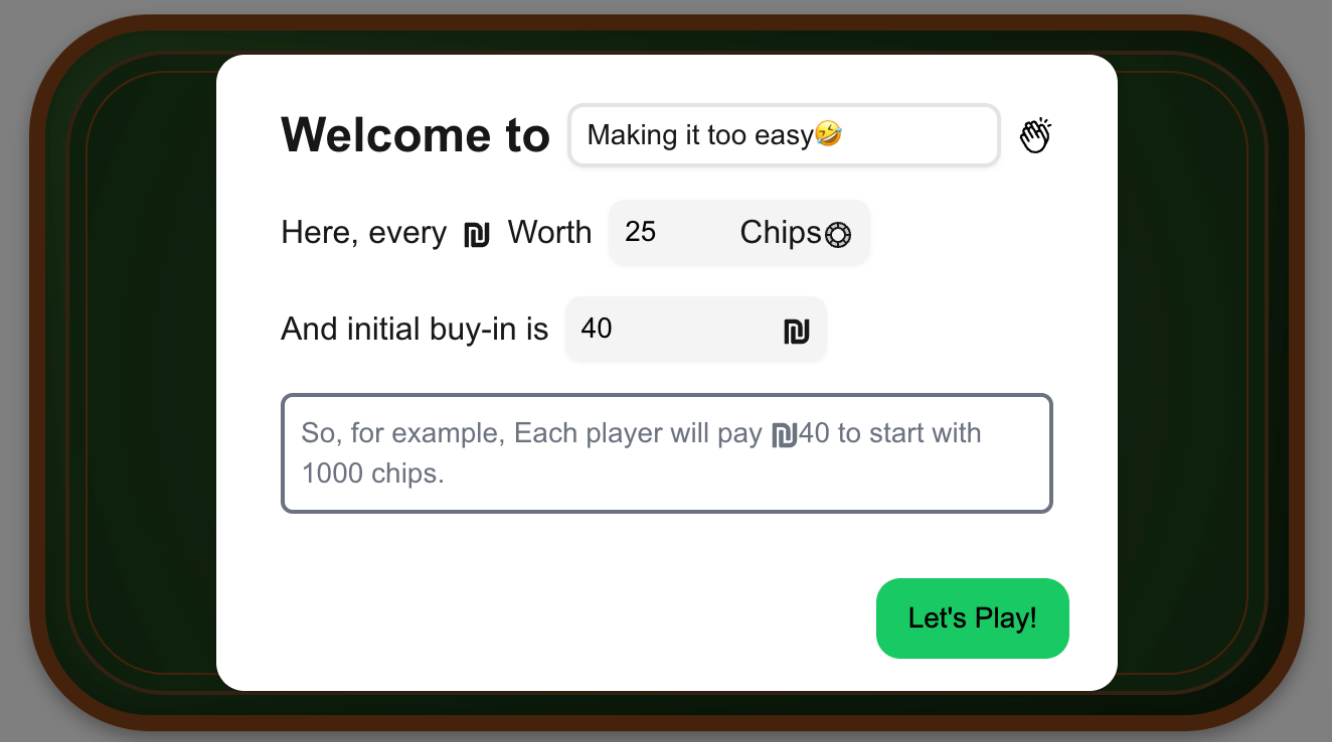 Welcome to Making it too easy🤣
Here, every ₪ Worth 25 Chips
And initial buy-in is 40 ₪
So, for example, Each player will pay ₪40 to start with
1000 chips.
Let's Play!